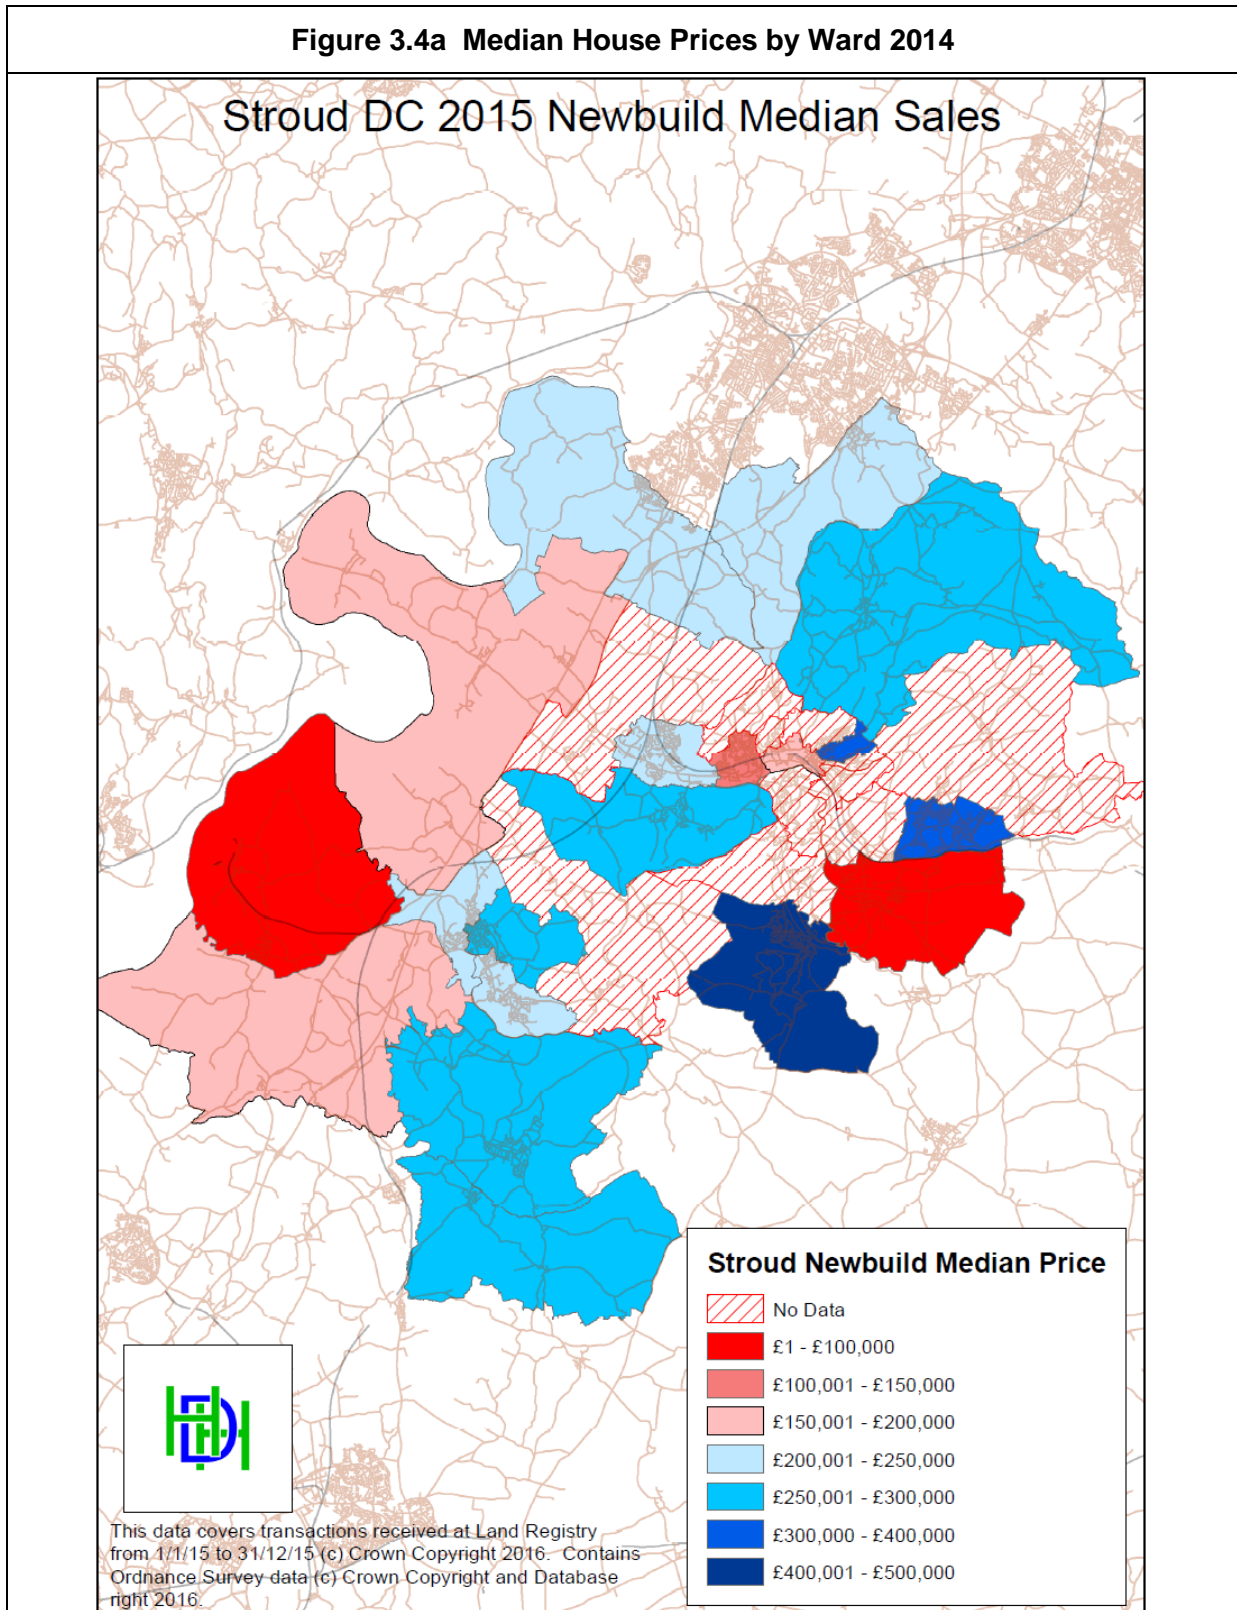 Figure 3.4a  Median House Prices by Ward 2014
Stroud DC 2015 Newbuild Median Sales
Stroud Newbuild Median Price
No Data
£1 - £100,000
£100,001 - £150,000
£150,001 - £200,000
£200,001 - £250,000
£250,001 - £300,000
£300,000 - £400,000
£400,001 - £500,000
HDH
This data covers transactions received at Land Registry
from 1/1/15 to 31/12/15 (c) Crown Copyright 2016.  Contains
Ordnance Survey data (c) Crown Copyright and Database
right 2016.